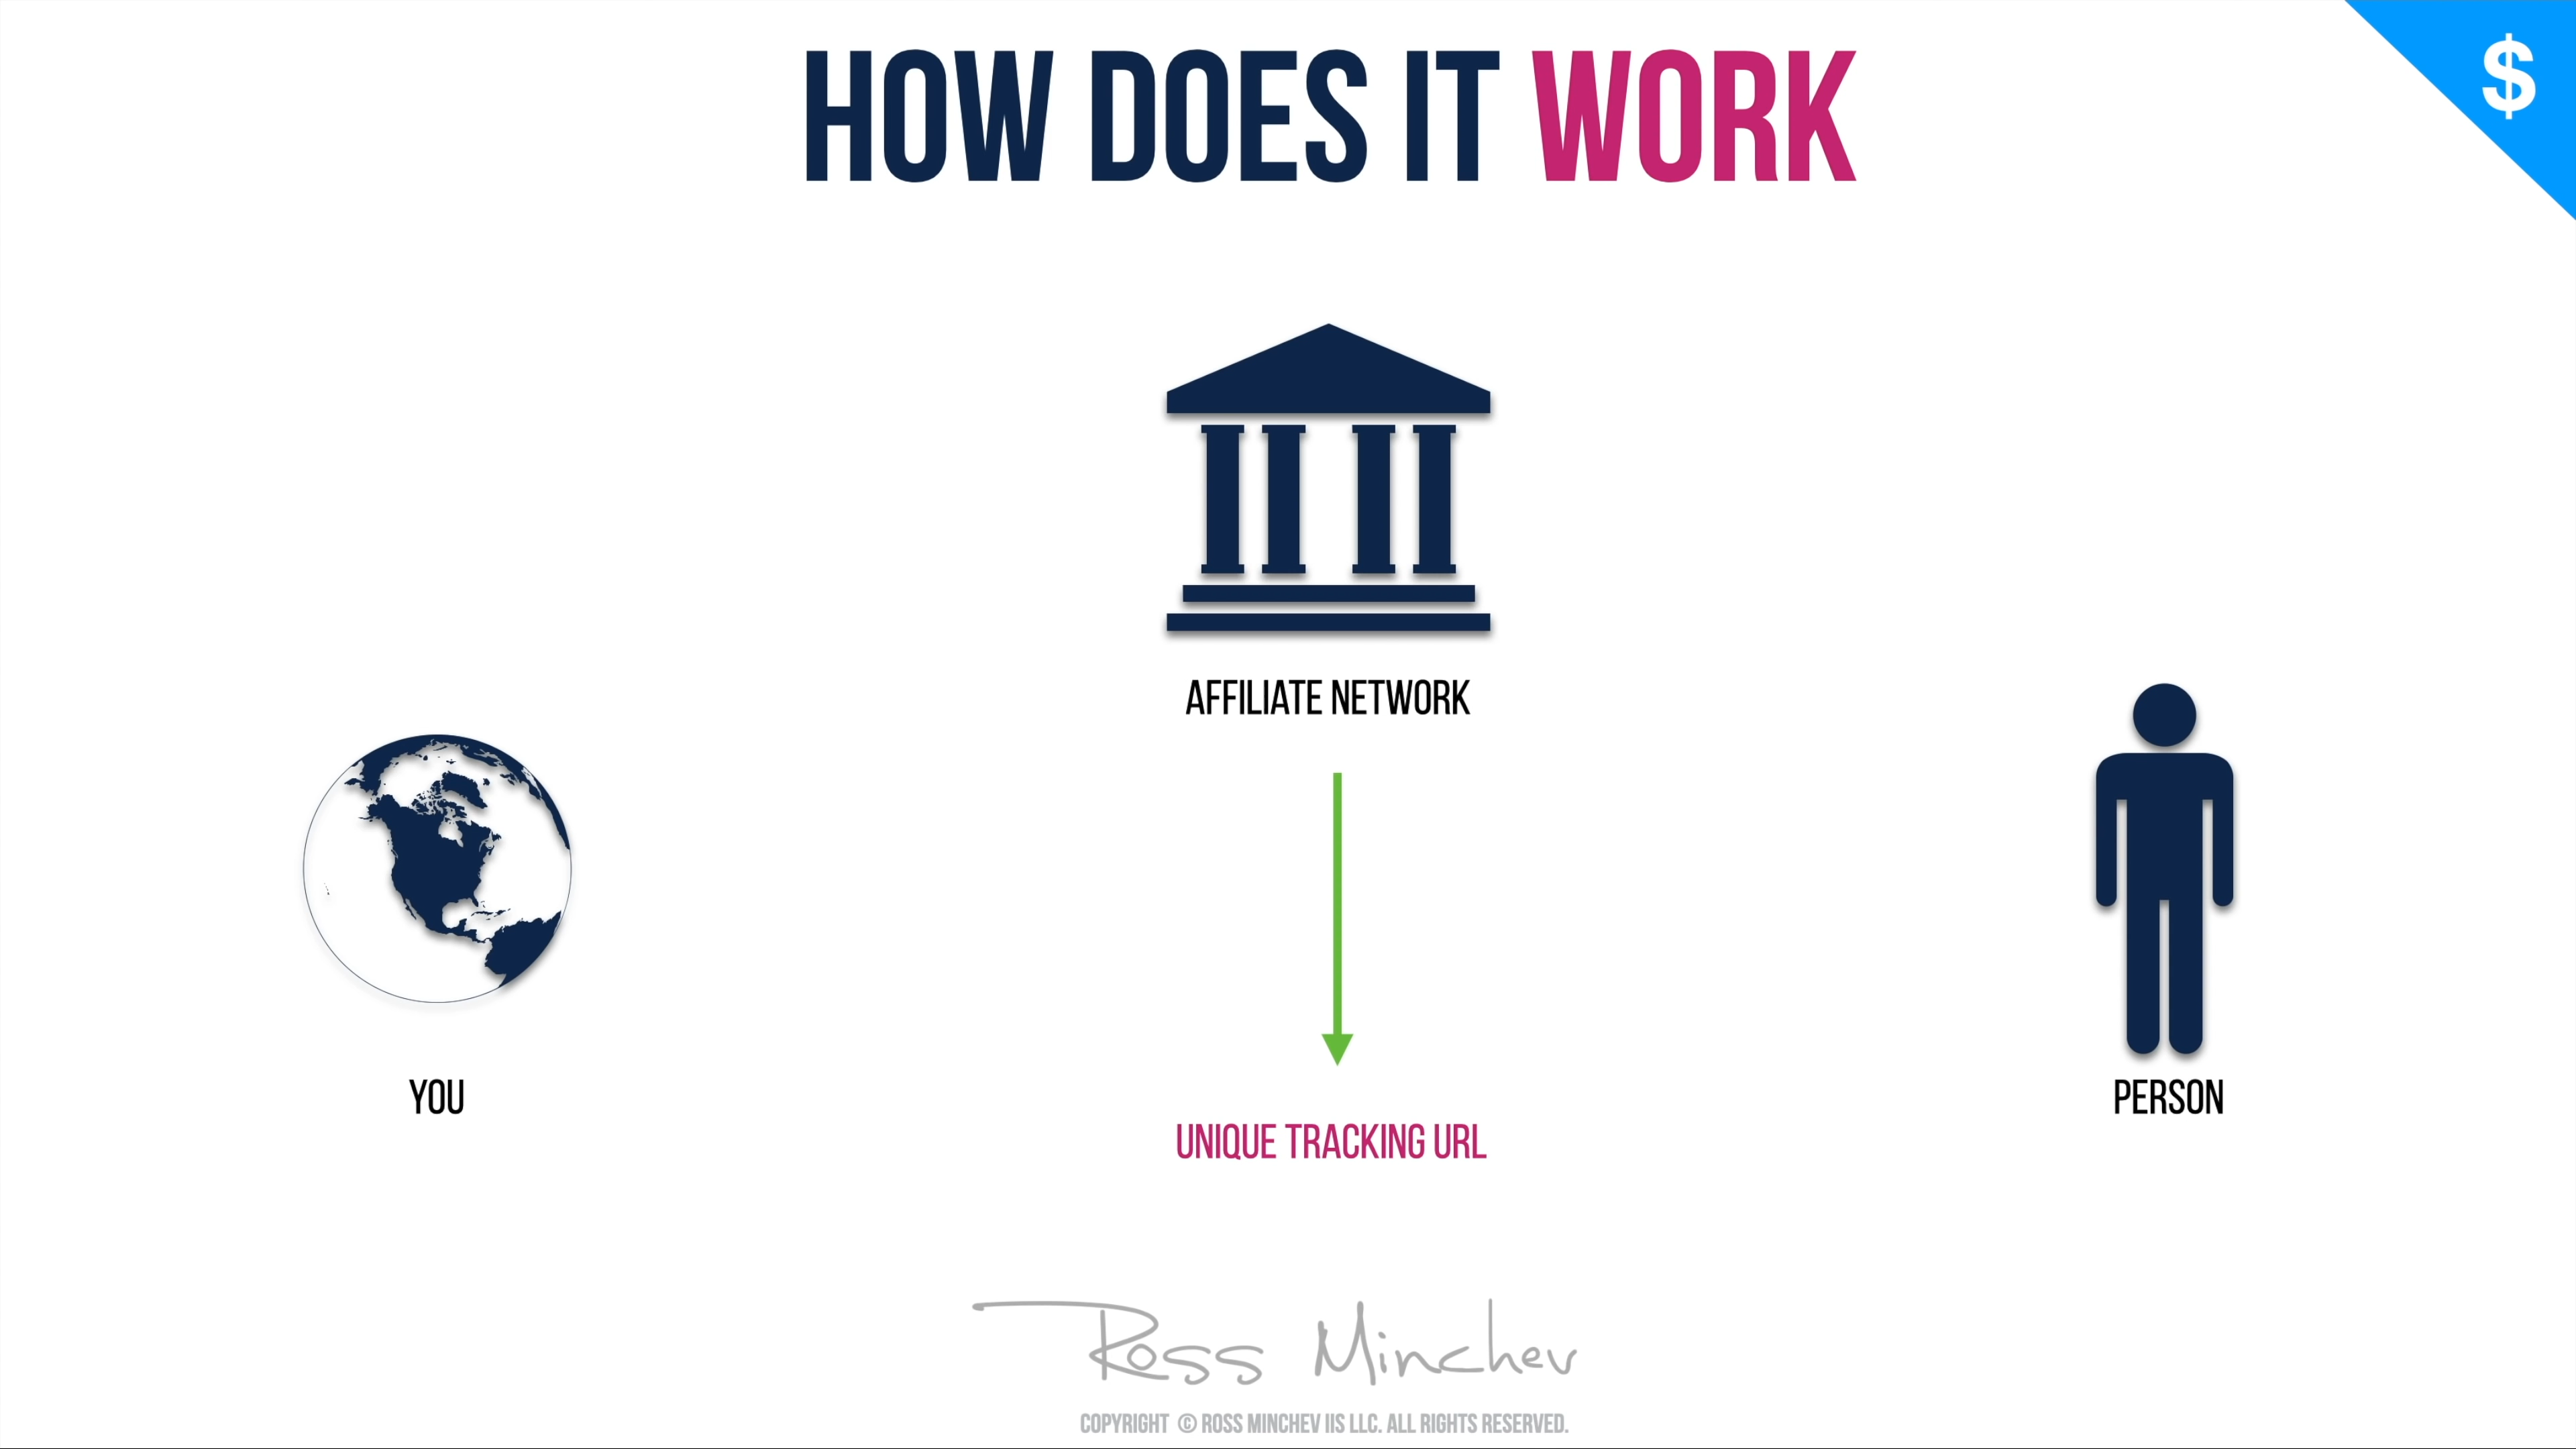 HOW DOES IT WORK
$
AFFILIATE NETWORK
YOU
PERSON
UNIQUE TRACKING URL
Ross Minchev
COPYRIGHT © ROSS MINCHEV IIS LLC. ALL RIGHTS RESERVED.